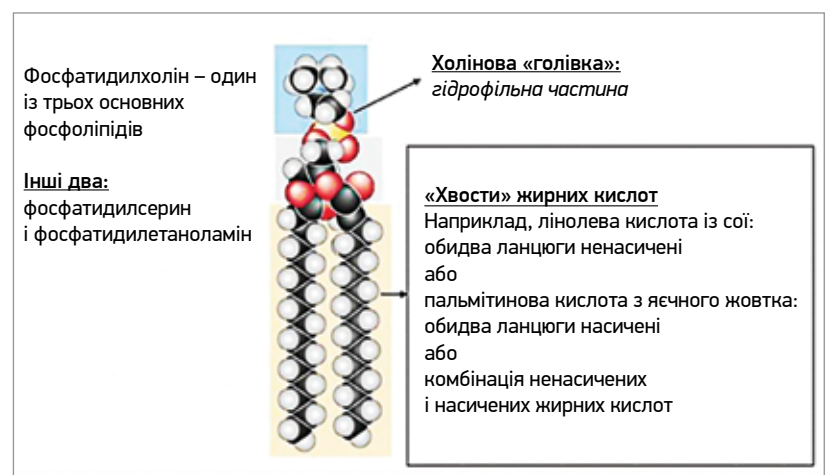 Фосфатидилхолін – один
із трьох основних
фосфоліпідів
Інші два:
фосфатидилсерин
і фосфатидилетаноламін
Холінова «голівка»:
гідрофільна частина
«Хвости» жирних кислот
Наприклад, лінолева кислота із сої:
обидва ланцюги ненасичені
або
пальмітинова кислота з яєчного жовтка:
обидва ланцюги насичені
або
комбінація ненасичених
і насичених жирних кислот